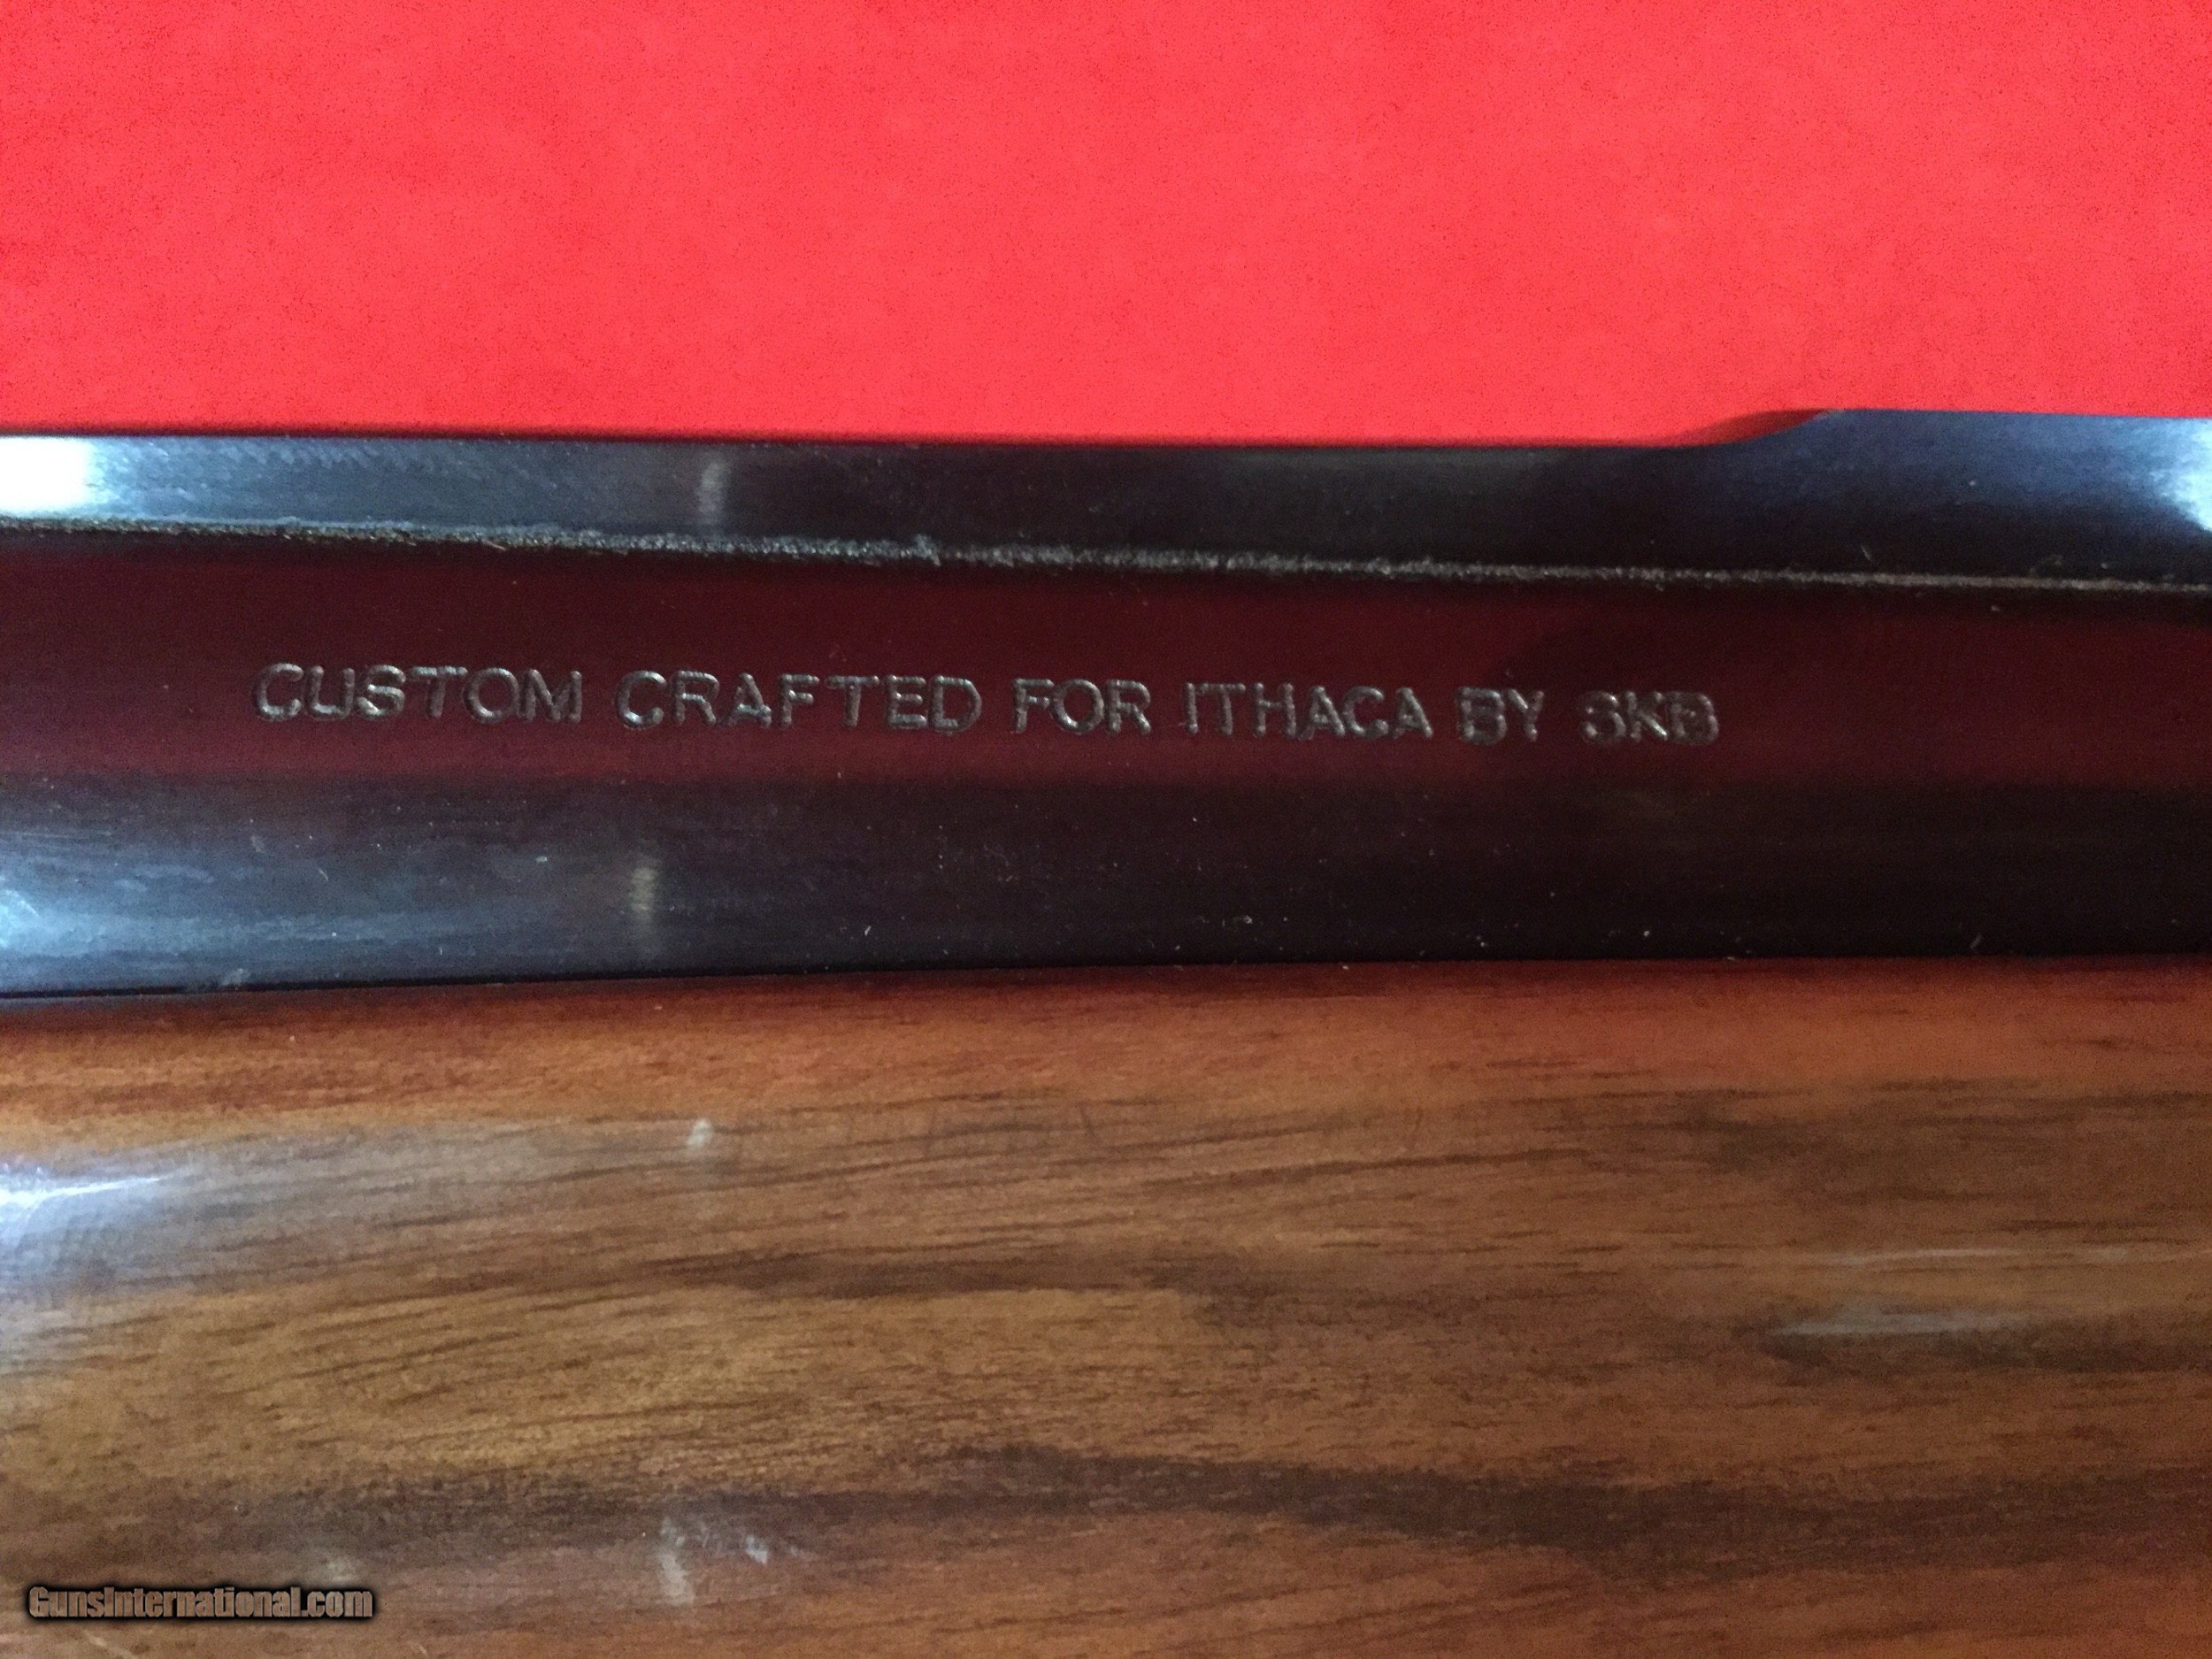 CUSTOM CRAFTED FOR ITHACA BY SKB
GunsInternational.com